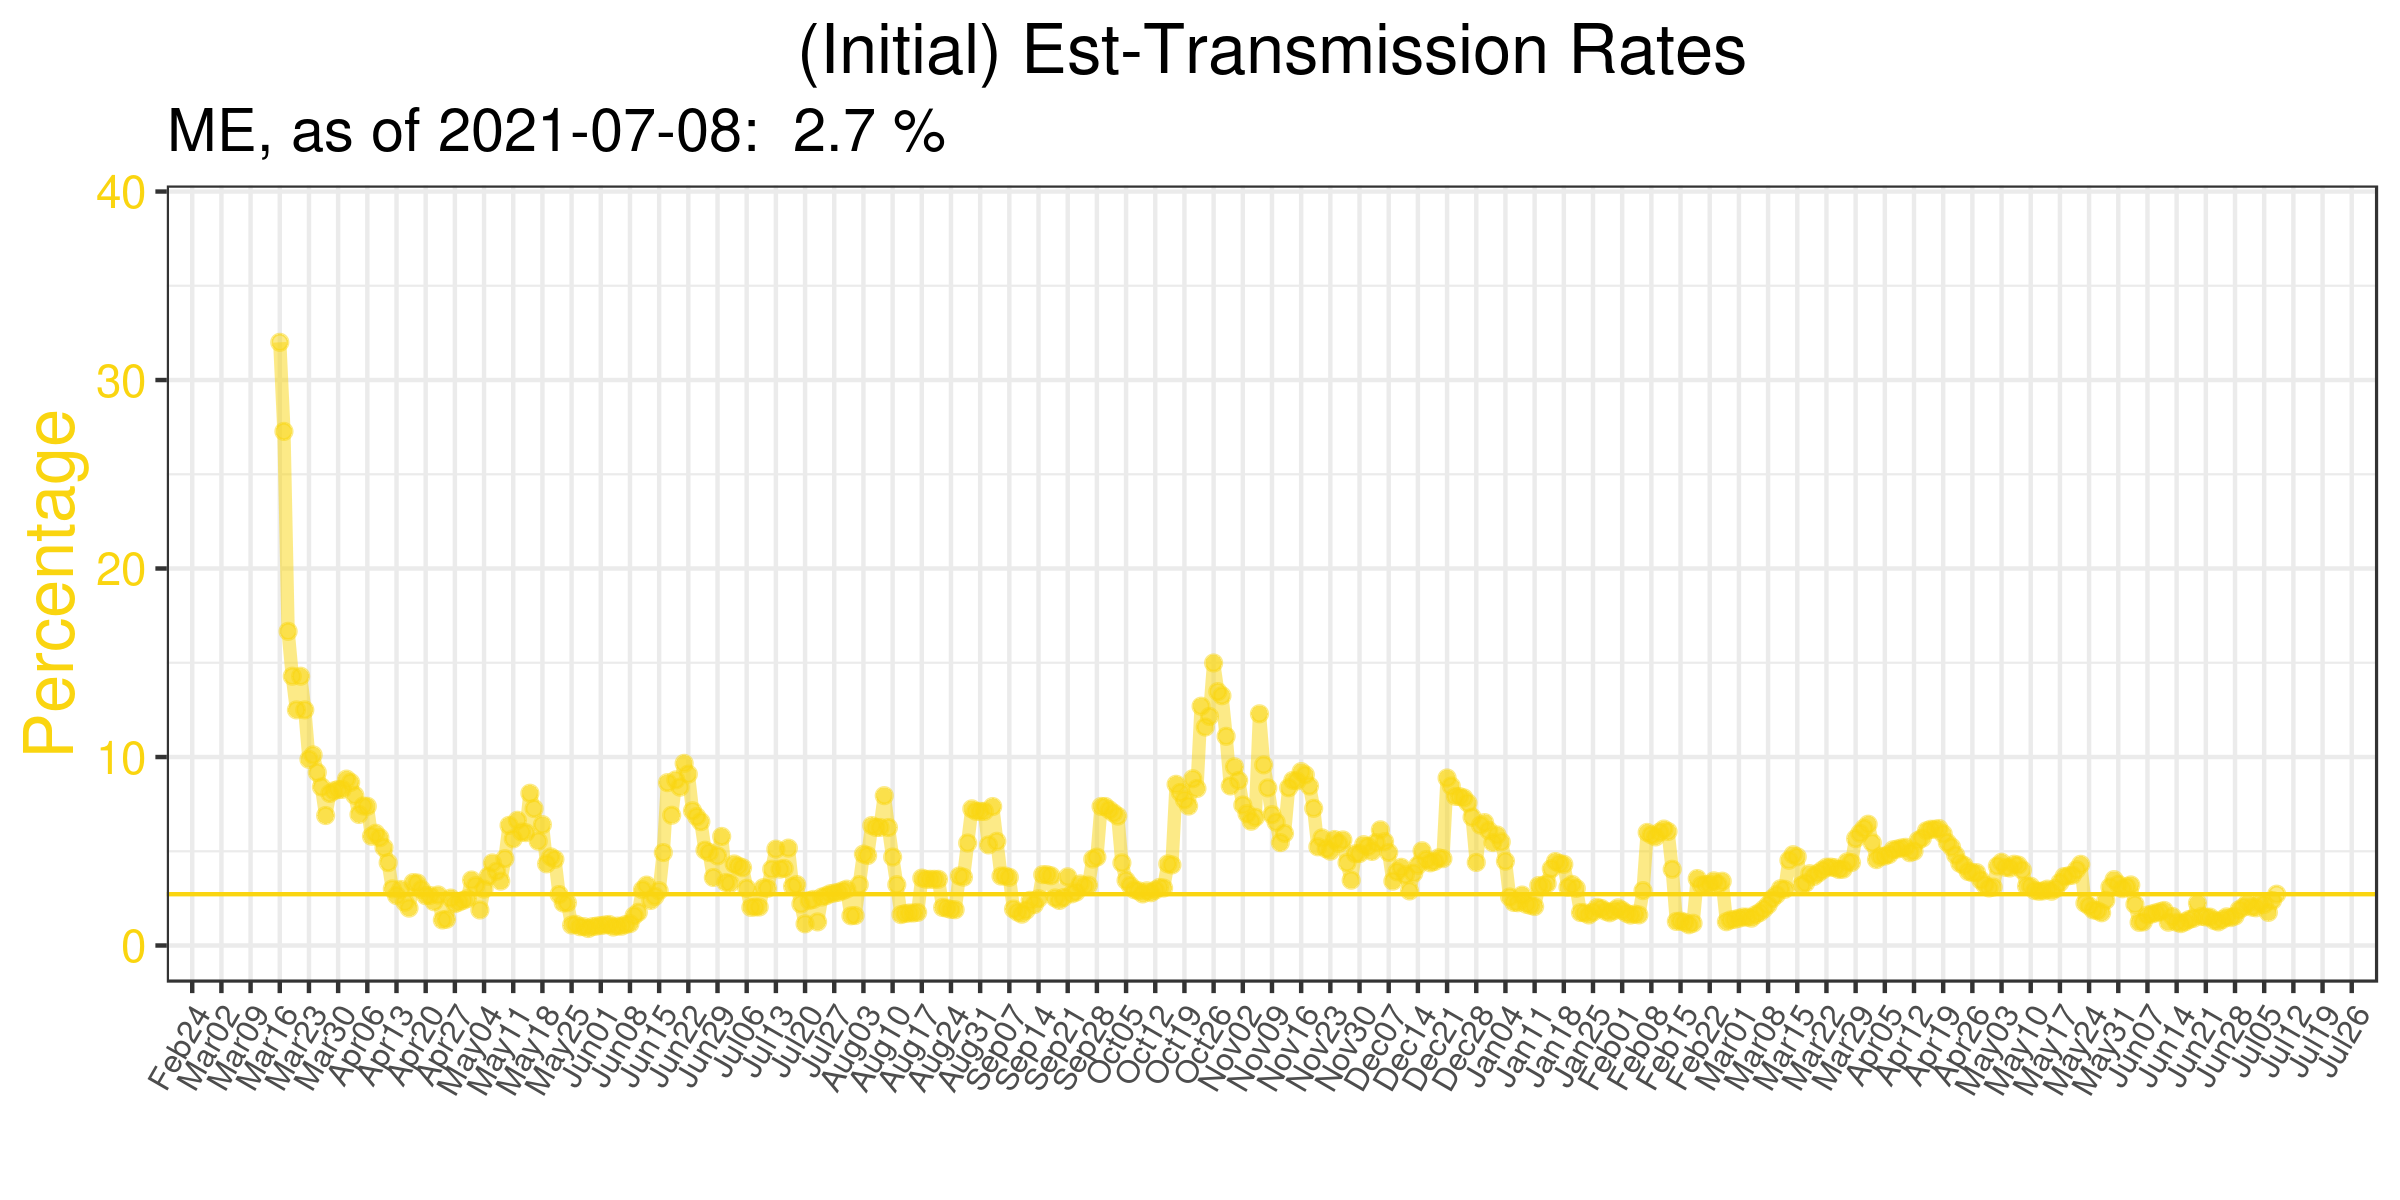 (Initial) Est-Transmission Rates
ME, as of 2021-07-08:  2.7 %
Percentage
40
30
20
10
0
Feb24
Mar02
Mar09
Mar16
Mar23
Mar30
Apr06
Apr13
Apr20
Apr27
May04
May11
May18
May25
Jun01
Jun08
Jun15
Jun22
Jun29
Jul06
Jul13
Jul20
Jul27
Aug03
Aug10
Aug17
Aug24
Aug31
Sep07
Sep14
Sep21
Sep28
Oct05
Oct12
Oct19
Oct26
Nov02
Nov09
Nov16
Nov23
Nov30
Dec07
Dec14
Dec21
Dec28
Jan04
Jan11
Jan18
Jan25
Feb01
Feb08
Feb15
Feb22
Mar01
Mar08
Mar15
Mar22
Mar29
Apr05
Apr12
Apr19
Apr26
May03
May10
May17
May24
May31
Jun07
Jun14
Jun21
Jun28
Jul05
Jul12
Jul19
Jul26